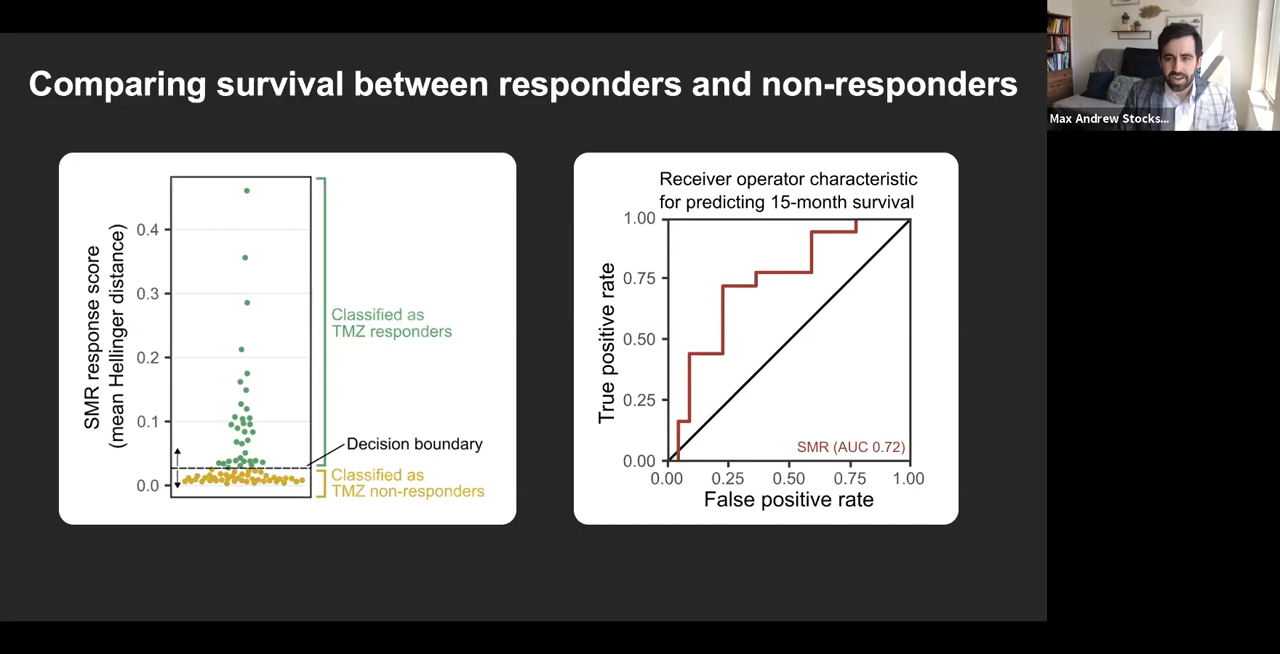 Comparing survival between responders and non-responders
Max Andrew Stocks...
SMR response score
(mean Hellinger distance)
0.4
0.3
0.2
0.1
0.0
Classified as
TMZ responders
Decision boundary
Classified as
TMZ non-responders
Receiver operator characteristic
for predicting 15-month survival
True positive rate
1.00
0.75
0.50
0.25
0.00
SMR (AUC 0.72)
0.00 0.25 0.50 0.75 1.00
False positive rate